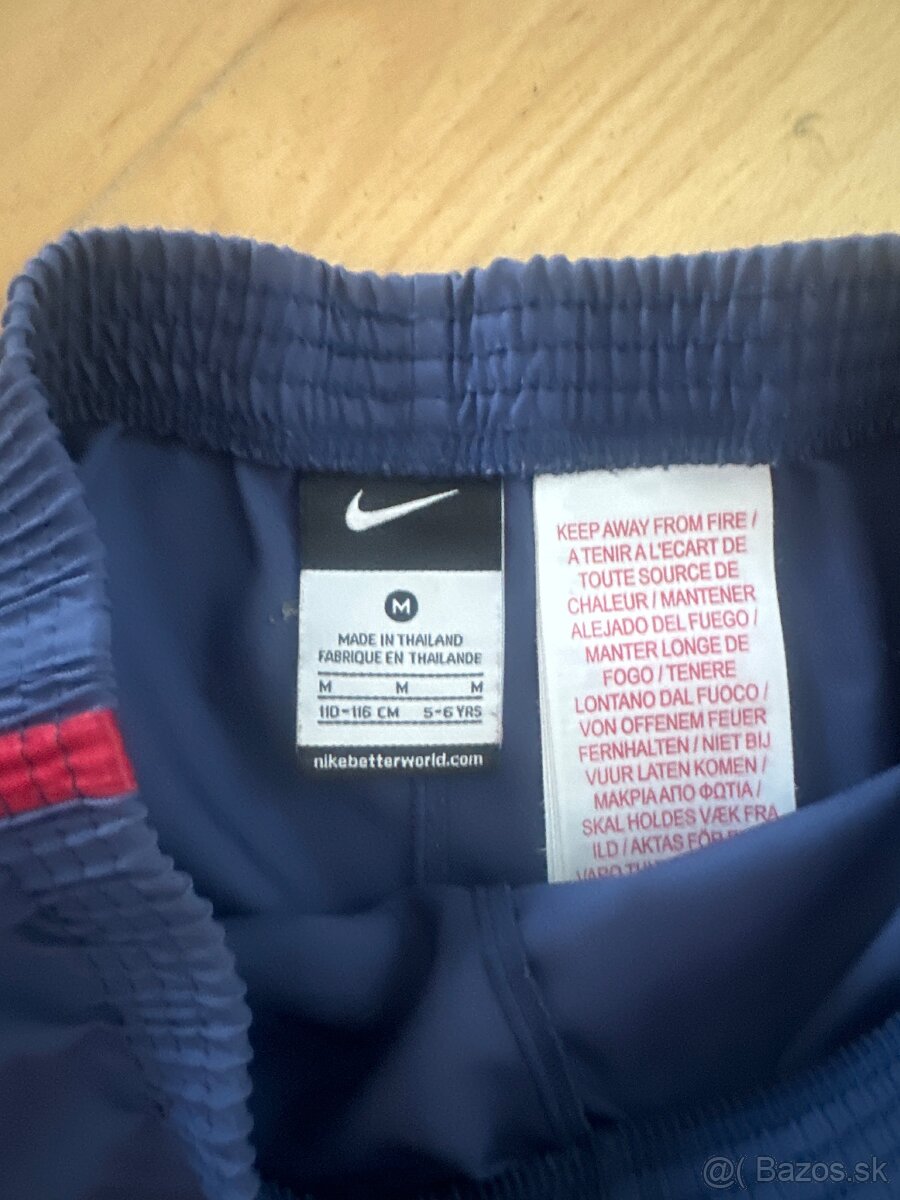 M
MADE IN THAILAND
FABRIQUE EN THAILANDE
M M M
110-116 CM 5-6 YRS
nikebetterworld.com
KEEP AWAY FROM FIRE /
A TENIR A L'ECART DE
TOUTE SOURCE DE
CHALEUR / MANTENER
ALEJADO DEL FUEGO /
MANTER LONGE DE
FOGO / TENERE
LONTANO DAL FUOCO /
VON OFFENEM FEUER
FERNHALTEN / NIET BIJ
VUUR LATEN KOMEN /
ΜΑΚΡΙΑ ΑΠΟ ΦΩΤΙΑ /
SKAL HOLDES VÆK FRA
ILD / AKTAS FÖR
@( Bazos.sk